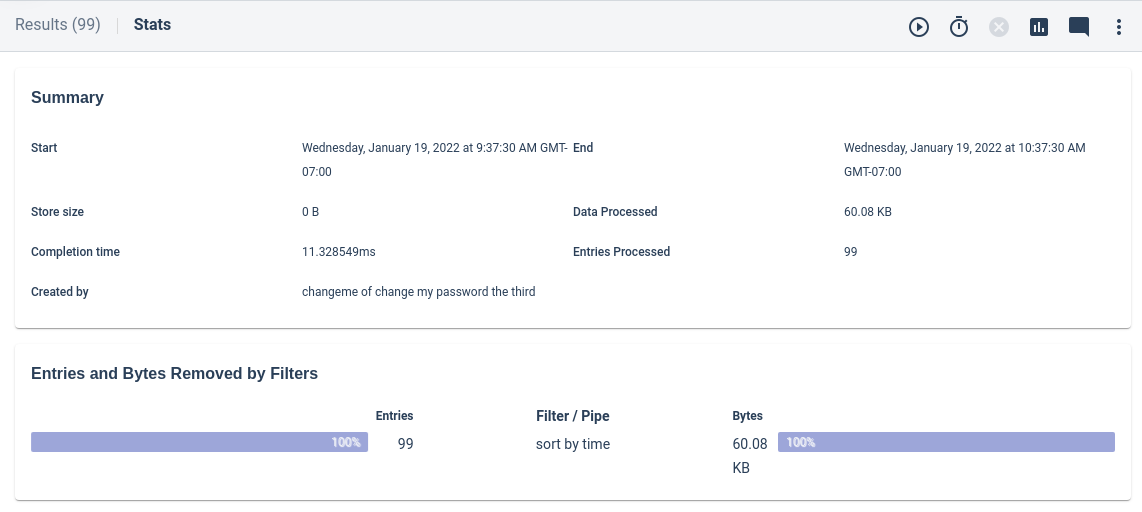 Results (99) Stats
Summary
Start Wednesday, January 19, 2022 at 9:37:30 AM GMT- End Wednesday, January 19, 2022 at 10:37:30 AM
07:00 GMT-07:00
Store size 0 B Data Processed 60.08 KB
Completion time 11.328549ms Entries Processed 99
Created by changeme of change my password the third
Entries and Bytes Removed by Filters
Entries Filter / Pipe Bytes
100% 99 sort by time 60.08 100%
KB